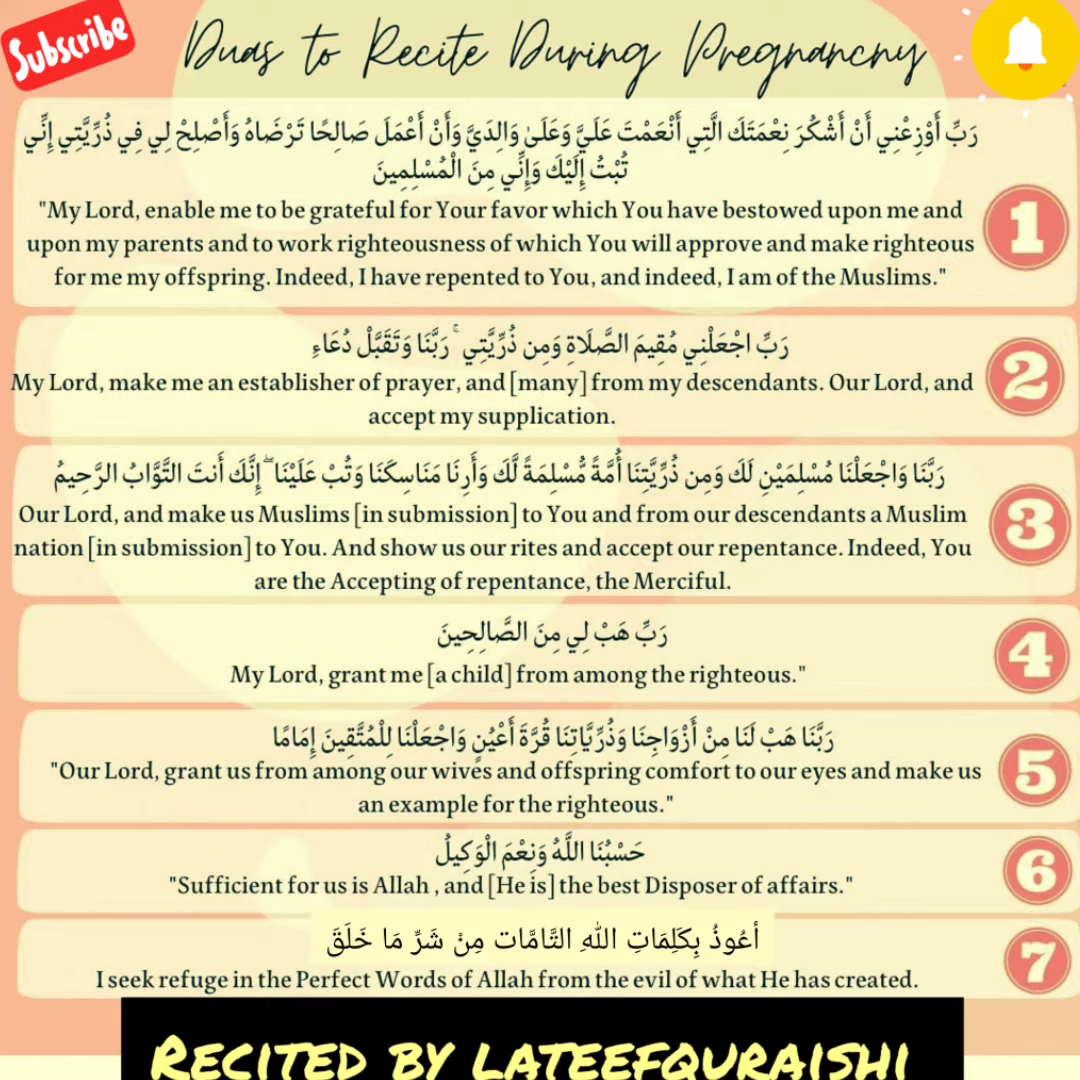 Subscribe
Duas to Recite During Pregnancny
رَبِّ أَوْزِعْنِي أَنْ أَشْكُرَ نِعْمَتَكَ الَّتِي أَنْعَمْتَ عَلَيَّ وَعَلَىٰ وَالِدَيَّ وَأَنْ أَعْمَلَ صَالِحًا تَرْضَاهُ وَأَصْلِحْ لِي فِي ذُرِّيَّتِي إِنِّي
تُبْتُ إِلَيْكَ وَإِنِّي مِنَ الْمُسْلِمِينَ
"My Lord, enable me to be grateful for Your favor which You have bestowed upon me and
upon my parents and to work righteousness of which You will approve and make righteous
for me my offspring. Indeed, I have repented to You, and indeed, I am of the Muslims."
1
رَبِّ اجْعَلْنِي مُقِيمَ الصَّلَاةِ وَمِن ذُرِّيَّتِي ۚ رَبَّنَا وَتَقَبَّلْ دُعَاءِ
My Lord, make me an establisher of prayer, and [many] from my descendants. Our Lord, and
accept my supplication.
2
رَبَّنَا وَاجْعَلْنَا مُسْلِمَيْنِ لَكَ وَمِن ذُرِّيَّتِنَا أُمَّةً مُّسْلِمَةً لَّكَ وَأَرِنَا مَنَاسِكَنَا وَتُبْ عَلَيْنَا ۖ إِنَّكَ أَنتَ التَّوَّابُ الرَّحِيمُ
Our Lord, and make us Muslims [in submission] to You and from our descendants a Muslim
nation [in submission] to You. And show us our rites and accept our repentance. Indeed, You
are the Accepting of repentance, the Merciful.
3
رَبِّ هَبْ لِي مِنَ الصَّالِحِينَ
My Lord, grant me [a child] from among the righteous."
4
رَبَّنَا هَبْ لَنَا مِنْ أَزْوَاجِنَا وَذُرِّيَّاتِنَا قُرَّةَ أَعْيُنٍ وَاجْعَلْنَا لِلْمُتَّقِينَ إِمَامًا
"Our Lord, grant us from among our wives and offspring comfort to our eyes and make us
an example for the righteous."
5
حَسْبُنَا اللَّهُ وَنِعْمَ الْوَكِيلُ
"Sufficient for us is Allah , and [He is] the best Disposer of affairs."
6
أعُوذُ بِكَلِمَاتِ اللهِ التَّامَّات مِنْ شَرِّ مَا خَلَقَ
I seek refuge in the Perfect Words of Allah from the evil of what He has created.
7
RECITED BY LATEEFQURAISHI